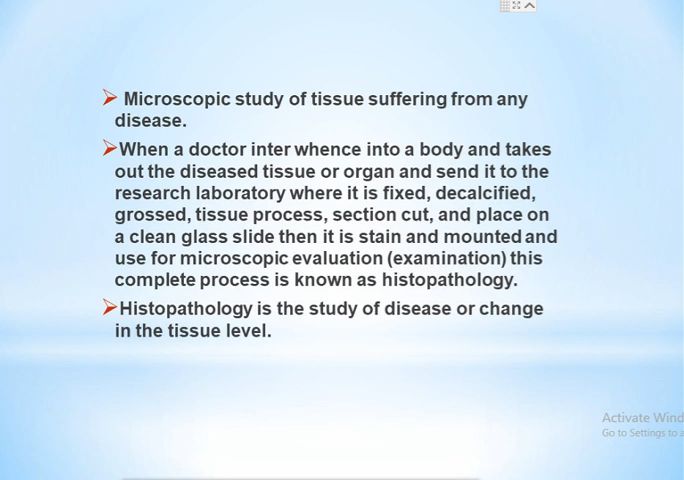 Microscopic study of tissue suffering from any
disease.
When a doctor inter whence into a body and takes
out the diseased tissue or organ and send it to the
research laboratory where it is fixed, decalcified,
grossed, tissue process, section cut, and place on
a clean glass slide then it is stain and mounted and
use for microscopic evaluation (examination) this
complete process is known as histopathology.
Histopathology is the study of disease or change
in the tissue level.
Activate Wind
Go to Settings to a